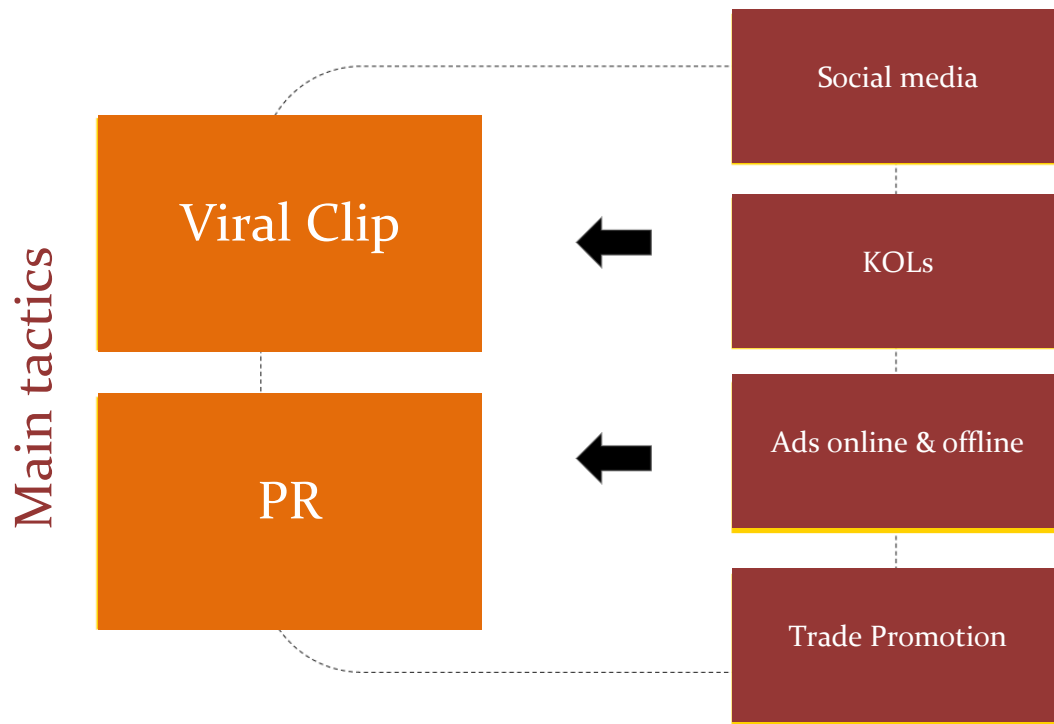 Main tactics
Viral Clip
PR
Social media
KOLs
Ads online & offline
Trade Promotion